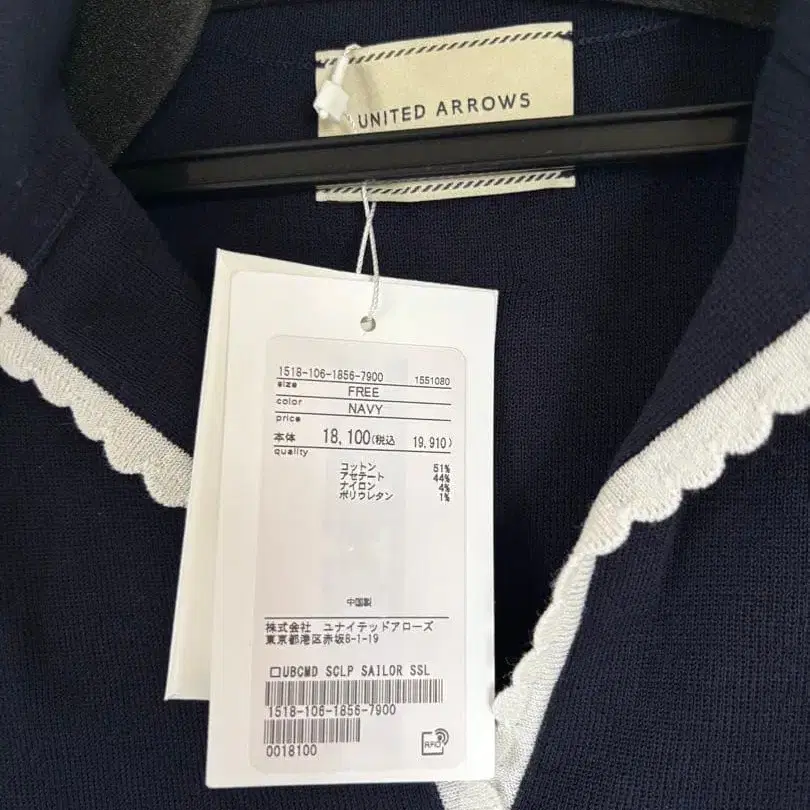 UNITED ARROWS
1518-106-1856-7900 1551080
size FREE
color NAVY
price
本体 18,100(税込 19,910)
quality
コットン 51%
アセテート 44%
ナイロン 4%
ポリウレタン 1%
中国製
株式会社 ユナイテッドアローズ
東京都港区赤坂8-1-19
□UBCMD SCLP SAILOR SSL
1518-106-1856-7900
0018100
RFID